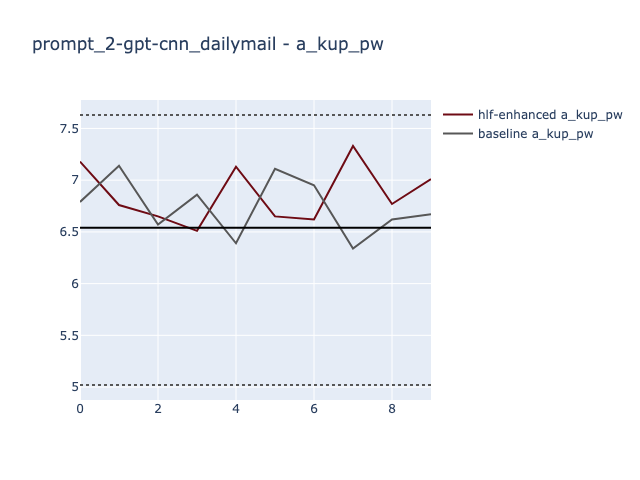 prompt_2-gpt-cnn_dailymail - a_kup_pw
hlf-enhanced a_kup_pw
baseline a_kup_pw
7.5
7
6.5
6
5.5
5
0 2 4 6 8